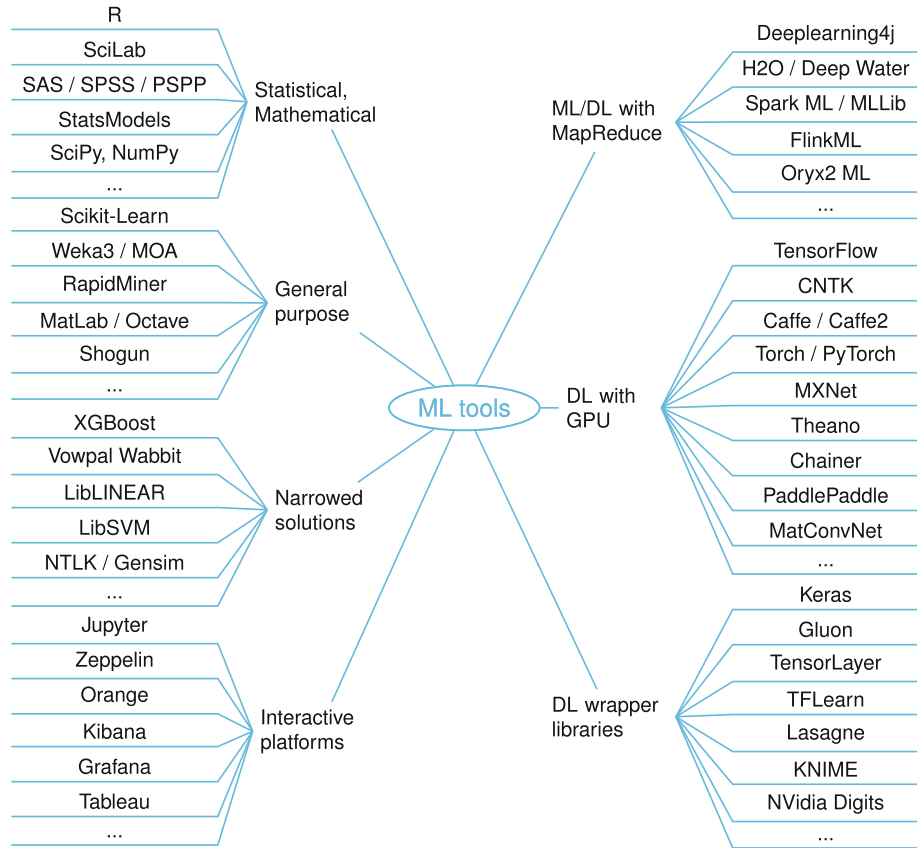 R
SciLab
SAS / SPSS / PSPP
StatsModels
SciPy, NumPy
...
Statistical,
Mathematical
Scikit-Learn
Weka3 / MOA
RapidMiner
MatLab / Octave
Shogun
...
General
purpose
XGBoost
Vowpal Wabbit
LibLINEAR
LibSVM
NTLK / Gensim
...
Narrowed
solutions
Jupyter
Zeppelin
Orange
Kibana
Grafana
Tableau
...
Interactive
platforms
ML tools
ML/DL with
MapReduce
Deeplearning4j
H2O / Deep Water
Spark ML / MLLib
FlinkML
Oryx2 ML
...
DL with
GPU
TensorFlow
CNTK
Caffe / Caffe2
Torch / PyTorch
MXNet
Theano
Chainer
PaddlePaddle
MatConvNet
...
DL wrapper
libraries
Keras
Gluon
TensorLayer
TFLearn
Lasagne
KNIME
NVidia Digits
...